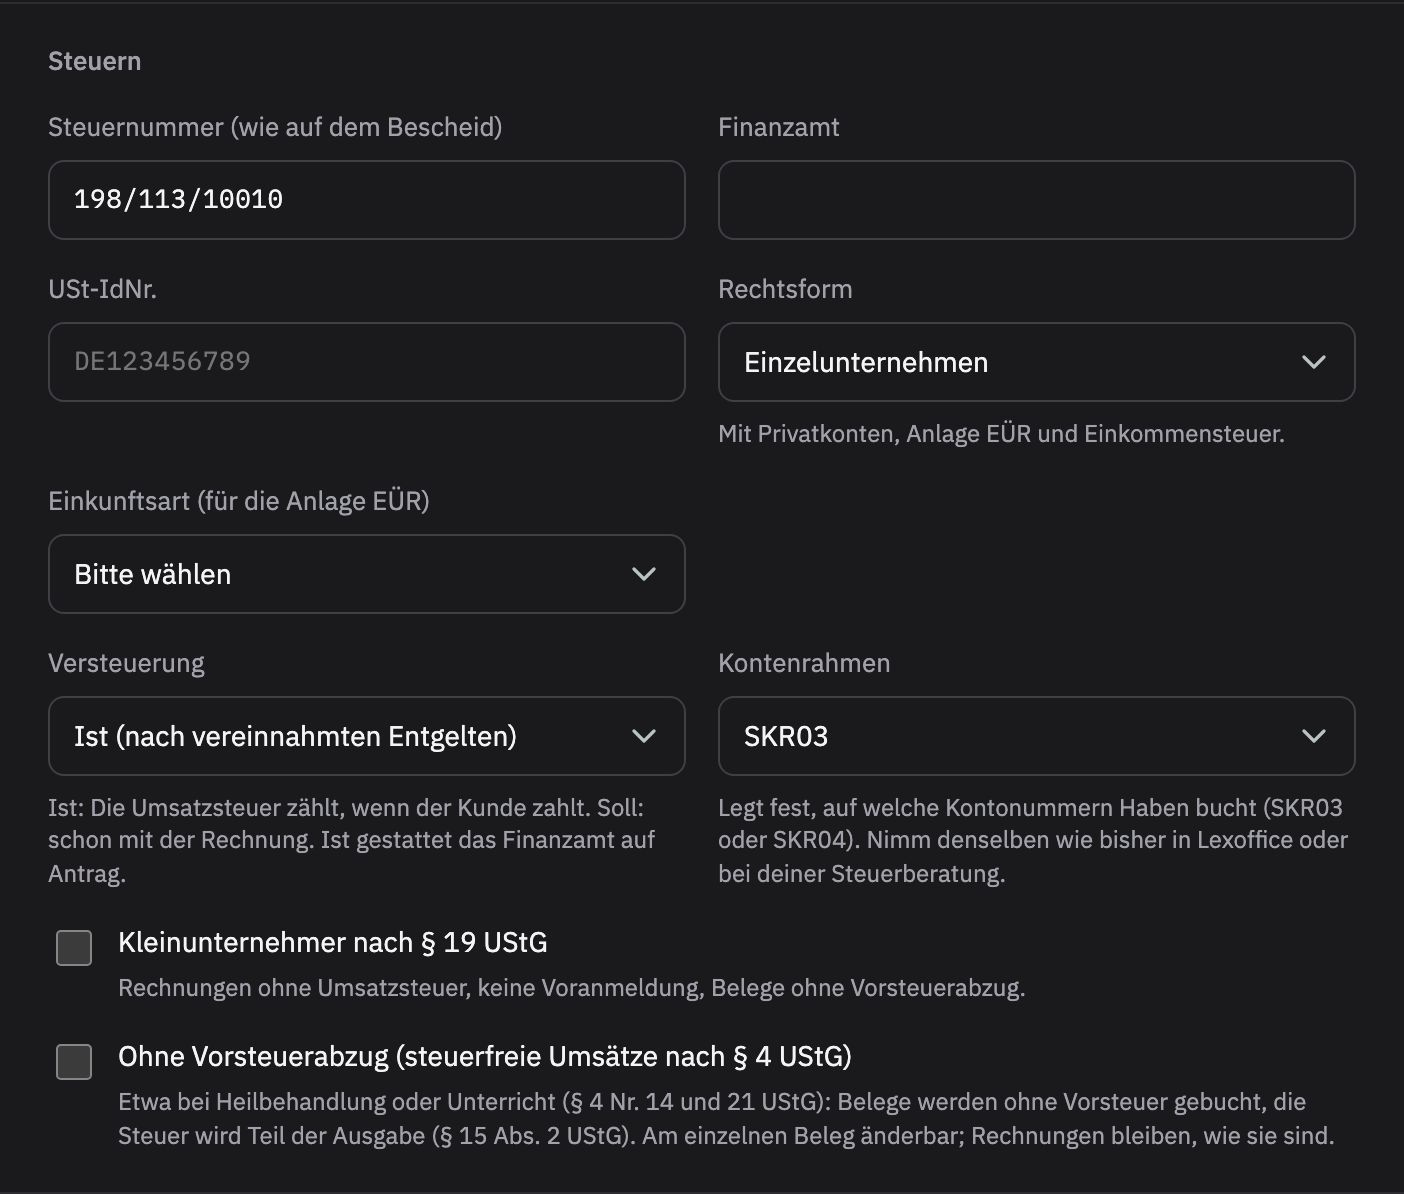 Steuern
Steuernummer (wie auf dem Bescheid)
198/113/10010
Finanzamt
USt-IdNr.
DE123456789
Rechtsform
Einzelunternehmen
Mit Privatkonten, Anlage EÜR und Einkommensteuer.
Einkunftsart (für die Anlage EÜR)
Bitte wählen
Versteuerung
Ist (nach vereinnahmten Entgelten)
Ist: Die Umsatzsteuer zählt, wenn der Kunde zahlt. Soll:
schon mit der Rechnung. Ist gestattet das Finanzamt auf
Antrag.
Kontenrahmen
SKR03
Legt fest, auf welche Kontonummern Haben bucht (SKR03
oder SKR04). Nimm denselben wie bisher in Lexoffice oder
bei deiner Steuerberatung.
Kleinunternehmer nach § 19 UStG
Rechnungen ohne Umsatzsteuer, keine Voranmeldung, Belege ohne Vorsteuerabzug.
Ohne Vorsteuerabzug (steuerfreie Umsätze nach § 4 UStG)
Etwa bei Heilbehandlung oder Unterricht (§ 4 Nr. 14 und 21 UStG): Belege werden ohne Vorsteuer gebucht, die
Steuer wird Teil der Ausgabe (§ 15 Abs. 2 UStG). Am einzelnen Beleg änderbar; Rechnungen bleiben, wie sie sind.